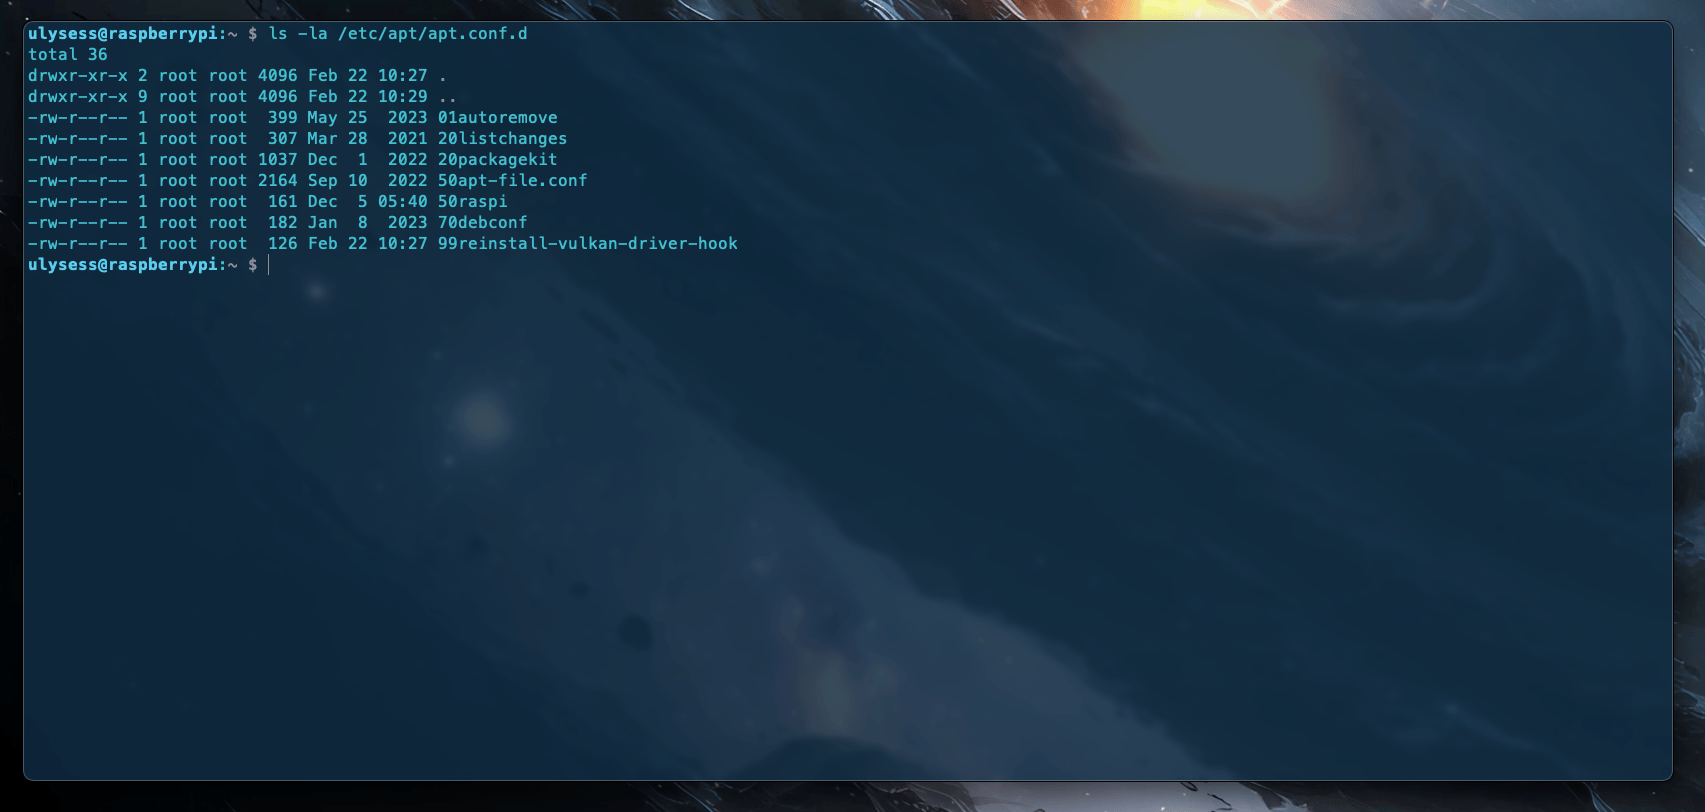 ulysess@raspberrypi:~ $ ls -la /etc/apt/apt.conf.d
total 36
drwxr-xr-x 2 root root 4096 Feb 22 10:27 .
drwxr-xr-x 9 root root 4096 Feb 22 10:29 ..
-rw-r--r-- 1 root root  399 May 25  2023 01autoremove
-rw-r--r-- 1 root root  307 Mar 28  2021 20listchanges
-rw-r--r-- 1 root root 1037 Dec  1  2022 20packagekit
-rw-r--r-- 1 root root 2164 Sep 10  2022 50apt-file.conf
-rw-r--r-- 1 root root  161 Dec  5 05:40 50raspi
-rw-r--r-- 1 root root  182 Jan  8  2023 70debconf
-rw-r--r-- 1 root root  126 Feb 22 10:27 99reinstall-vulkan-driver-hook
ulysess@raspberrypi:~ $